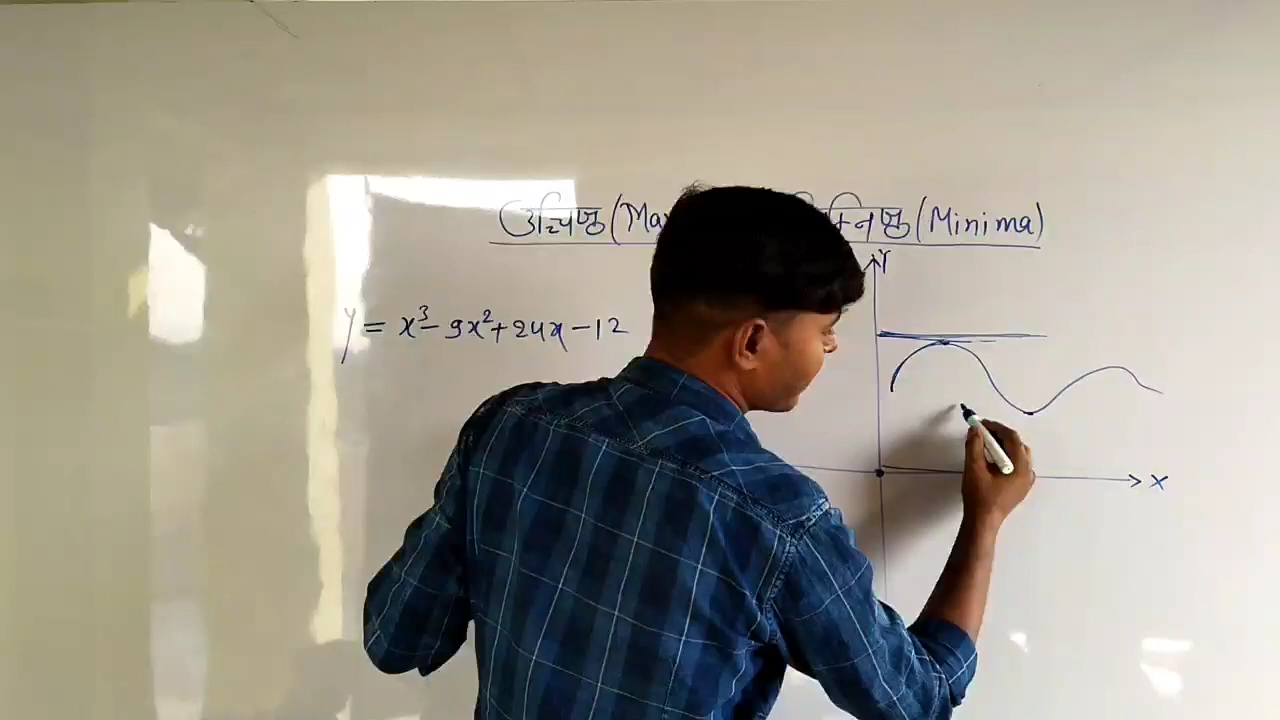 उच्चिष्ठ (Ma निष्ठ (Minima)
Y
y = x³ - 9x² + 24x - 12
X